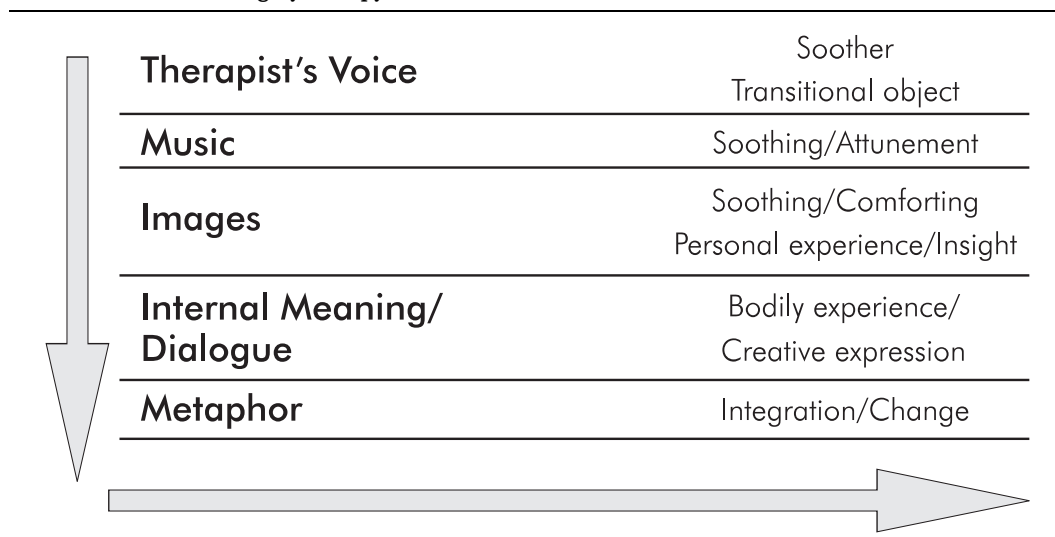 Therapist's Voice
Soother
Transitional object
Music
Soothing/Attunement
Images
Soothing/Comforting
Personal experience/Insight
Internal Meaning/
Dialogue
Bodily experience/
Creative expression
Metaphor
Integration/Change